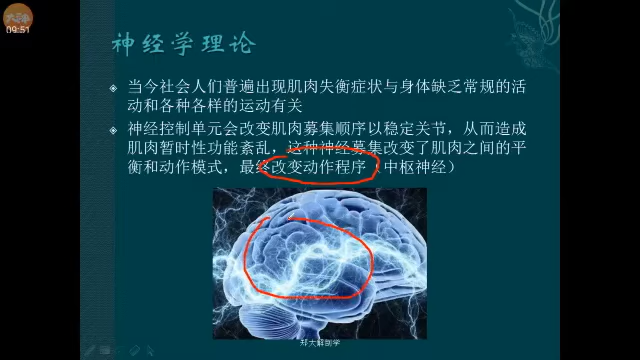 大神
09:51
神经学理论
当今社会人们普遍出现肌肉失衡症状与身体缺乏常规的活
动和各种各样的运动有关
神经控制单元会改变肌肉募集顺序以稳定关节，从而造成
肌肉暂时性功能紊乱，这种神经募集改变了肌肉之间的平
衡和动作模式，最终改变动作程序（中枢神经）
郑大解剖学